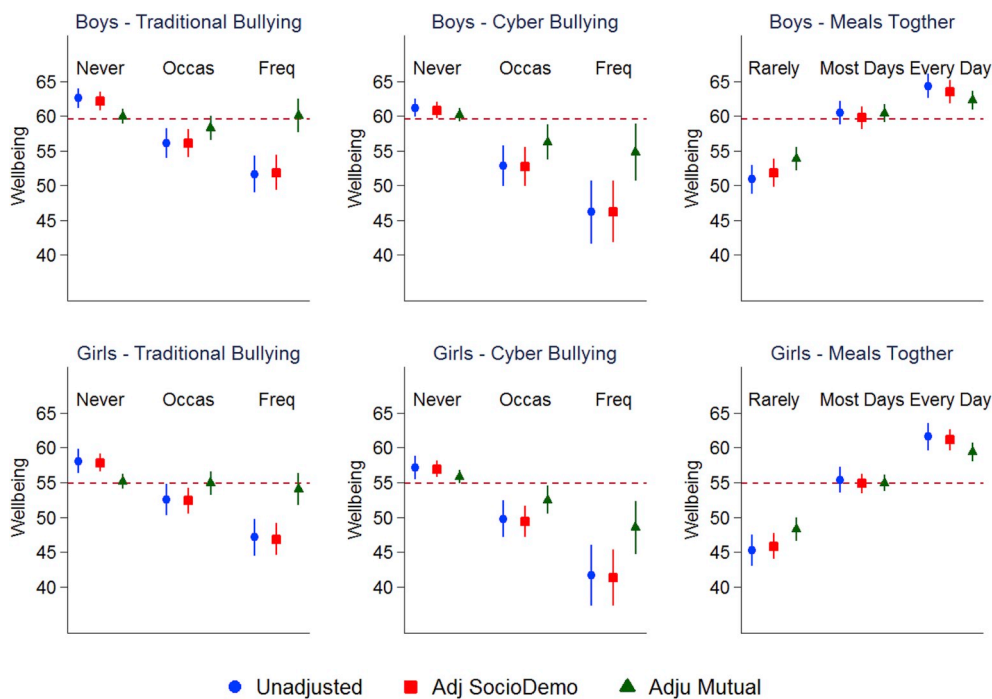 Boys - Traditional Bullying
Never Occas Freq
Wellbeing
65
60
55
50
45
40
Boys - Cyber Bullying
Never Occas Freq
Wellbeing
65
60
55
50
45
40
Boys - Meals Togther
Rarely Most Days Every Day
Wellbeing
65
60
55
50
45
40
Girls - Traditional Bullying
Never Occas Freq
Wellbeing
65
60
55
50
45
40
Girls - Cyber Bullying
Never Occas Freq
Wellbeing
65
60
55
50
45
40
Girls - Meals Togther
Rarely Most Days Every Day
Wellbeing
65
60
55
50
45
40
Unadjusted Adj SocioDemo Adju Mutual